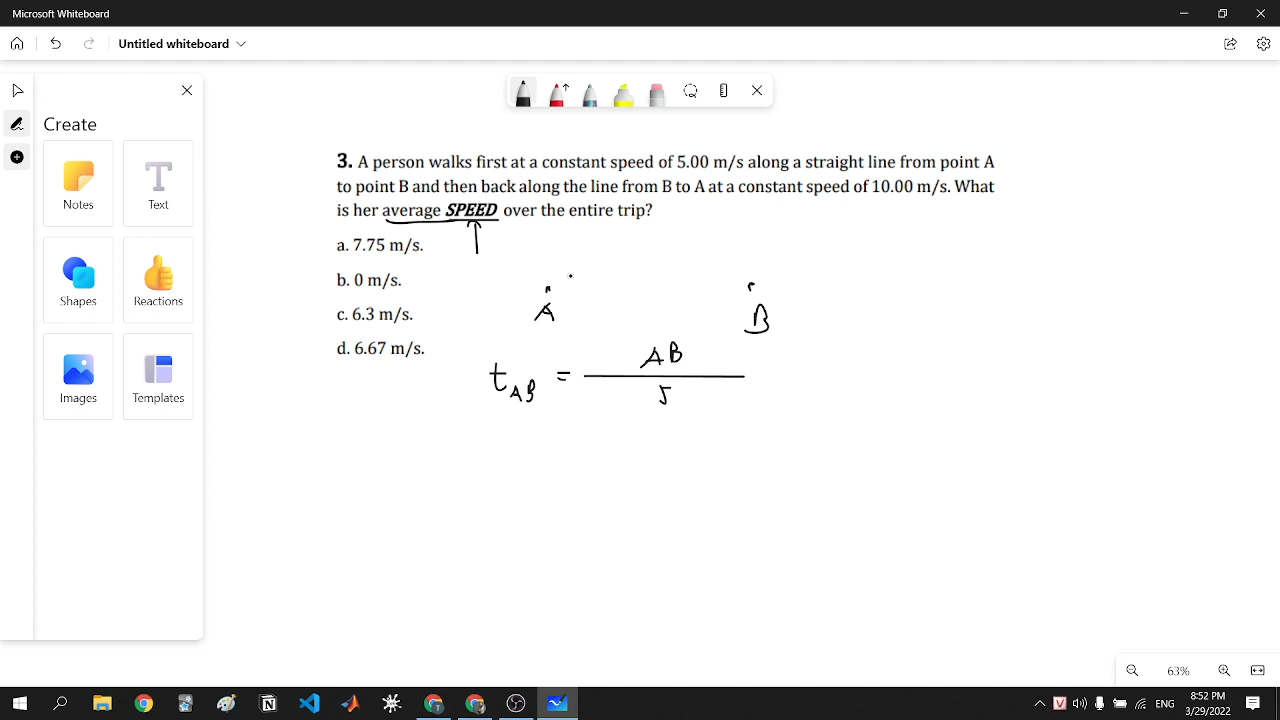 Microsoft Whiteboard
Untitled whiteboard
Create
Notes
Text
Shapes
Reactions
Images
Templates
3. A person walks first at a constant speed of 5.00 m/s along a straight line from point A
to point B and then back along the line from B to A at a constant speed of 10.00 m/s. What
is her average SPEED over the entire trip?
a. 7.75 m/s.
b. 0 m/s.
c. 6.3 m/s.
d. 6.67 m/s.
A B
AB
t_AB = ———
5
63%
ENG
8:52 PM
3/29/2022